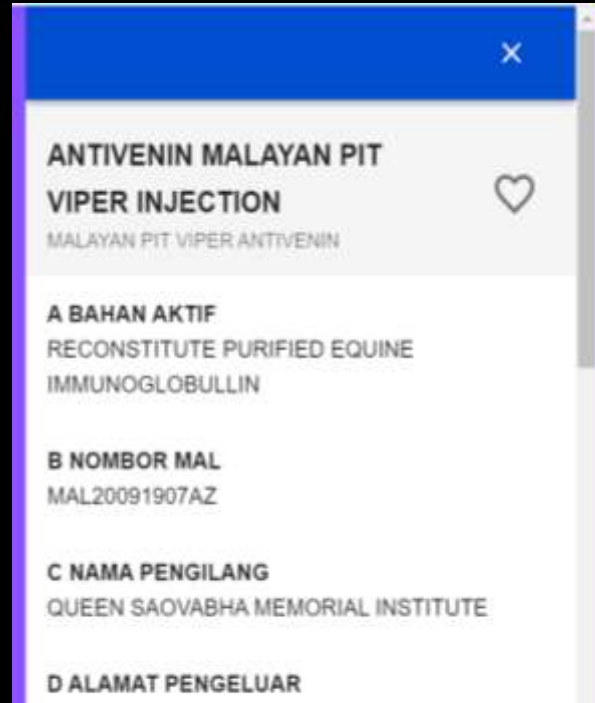 ANTIVENIN MALAYAN PIT
VIPER INJECTION
MALAYAN PIT VIPER ANTIVENIN
A BAHAN AKTIF
RECONSTITUTE PURIFIED EQUINE
IMMUNOGLOBULLIN
B NOMBOR MAL
MAL20091907AZ
C NAMA PENGILANG
QUEEN SAOVABHA MEMORIAL INSTITUTE
D ALAMAT PENGELUAR